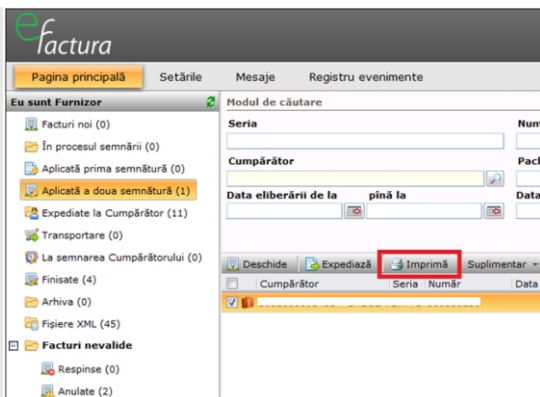 eFactura
Pagina principală Setările Mesaje Registru evenimente
Eu sunt Furnizor
Facturi noi (0)
În procesul semnării (0)
Aplicată prima semnătură (0)
Aplicată a doua semnătură (1)
Expediate la Cumpărător (11)
Transportare (0)
La semnarea Cumpărătorului (0)
Finisate (4)
Arhiva (0)
Fișiere XML (45)
Facturi nevalide
Respinse (0)
Anulate (2)
Modul de căutare
Seria Num
Cumpărător Pach
Data eliberării de la pînă la Data
Deschide Expediază Imprimă Suplimentar
Cumpărător Seria Număr Data